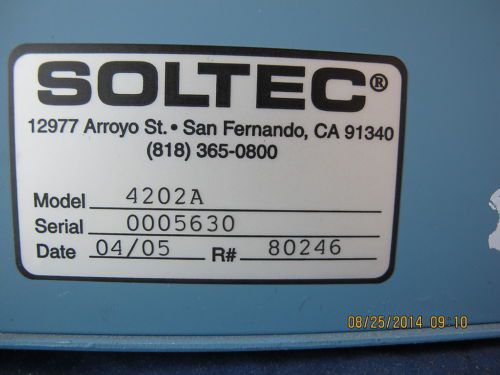 SOLTEC®
12977 Arroyo St. • San Fernando, CA 91340
(818) 365-0800
Model 4202A
Serial 0005630
Date 04/05 R# 80246
08/25/2014 09:10